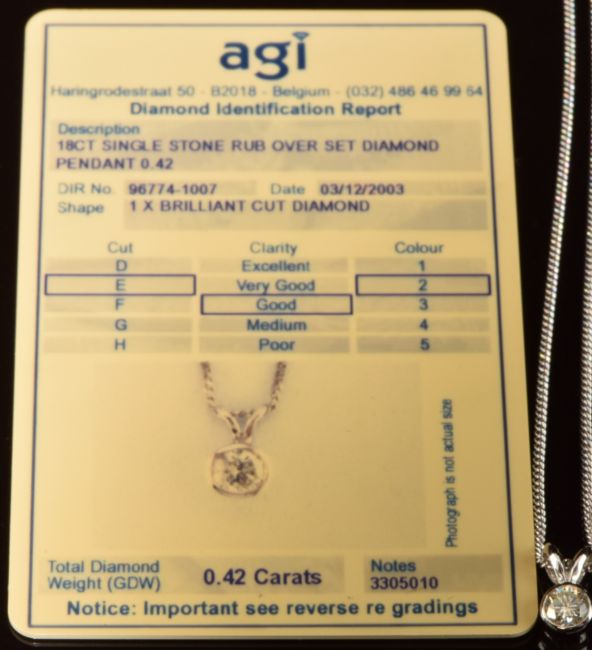 agi
Haringrodestraat 50 - B2018 - Belgium - (032) 486 46 99 64
Diamond Identification Report
Description
18CT SINGLE STONE RUB OVER SET DIAMOND
PENDANT 0.42
DIR No. 96774-1007 Date 03/12/2003
Shape 1 X BRILLIANT CUT DIAMOND
Cut Clarity Colour
D Excellent 1
E Very Good 2
F Good 3
G Medium 4
H Poor 5
Photograph is not actual size
Total Diamond Notes
Weight (GDW) 0.42 Carats 3305010
Notice: Important see reverse re gradings